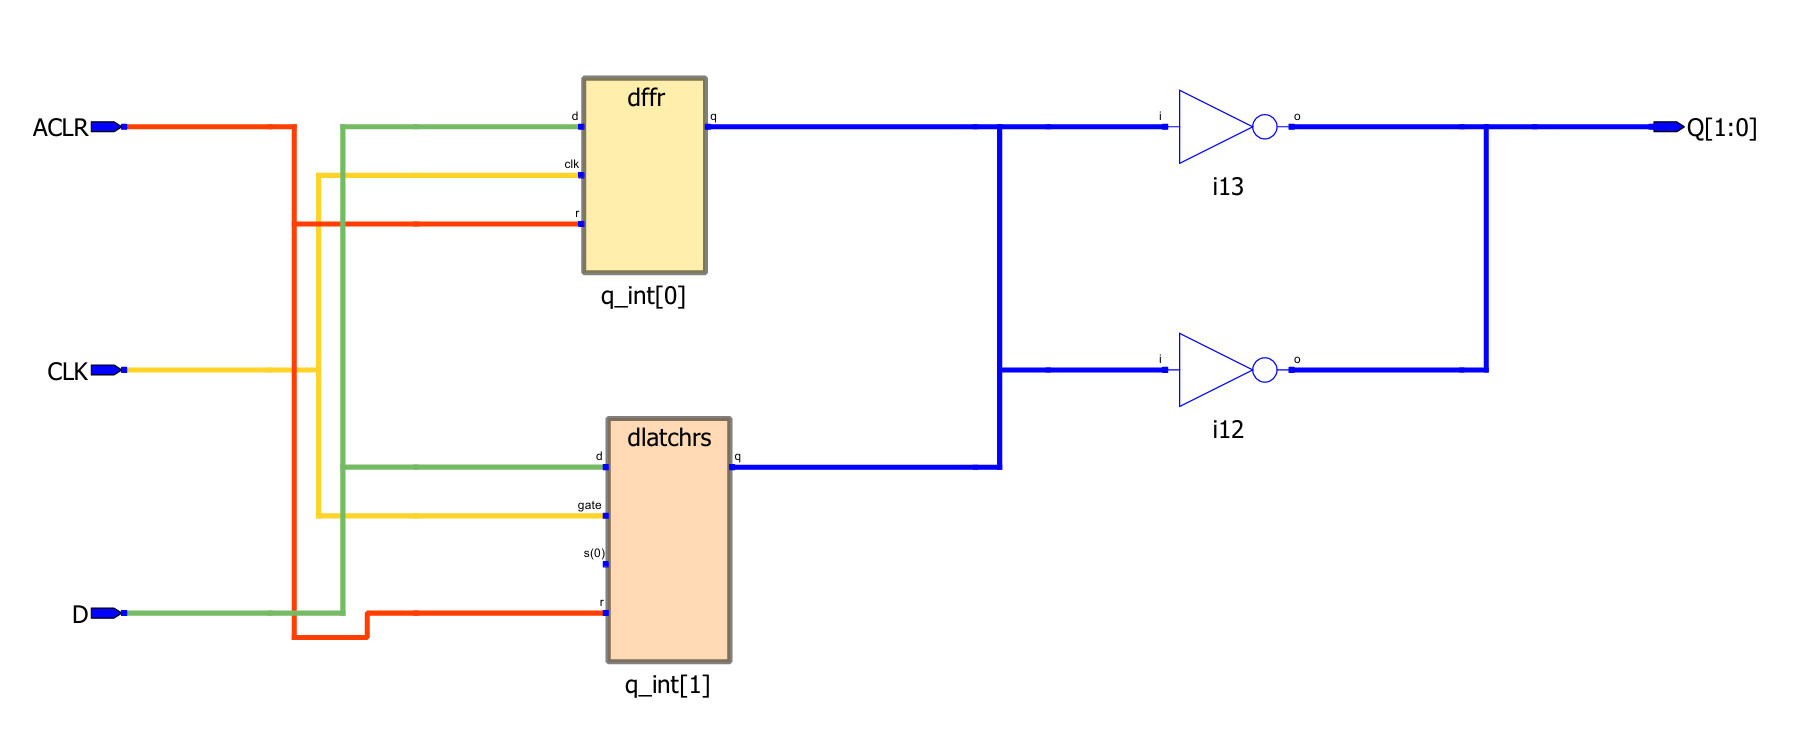 dffr
ACLR
d
q
i
o
Q[1:0]
clk
i13
r
q_int[0]
CLK
i
o
i12
dlatchrs
d
q
gate
s(0)
r
D
q_int[1]